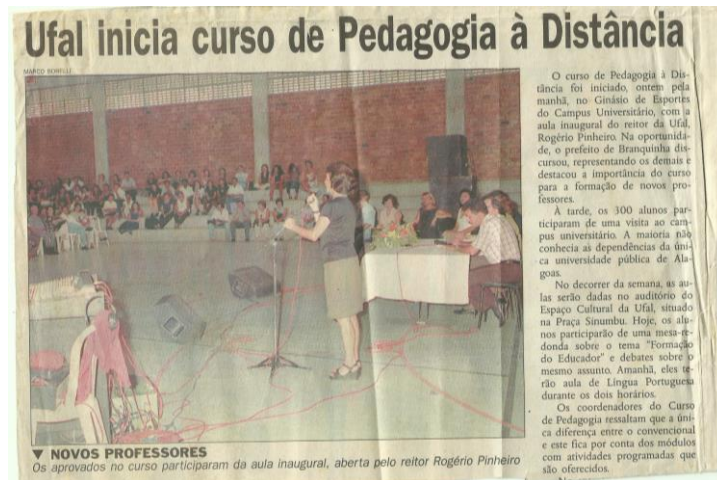 Ufal inicia curso de Pedagogia à Distância
MARCO BORELLI
O curso de Pedagogia à Dis-
tância foi iniciado, ontem pela
manhã, no Ginásio de Esportes
do Campus Universitário, com a
aula inaugural do reitor da Ufal,
Rogério Pinheiro. Na oportunida-
de, o prefeito de Branquinha dis-
cursou, representando os demais e
destacou a importância do curso
para a formação de novos pro-
fessores.
À tarde, os 300 alunos par-
ticiparam de uma visita ao cam-
pus universitário. A maioria não
conhecia as dependências da úni-
ca universidade pública de Ala-
goas.
No decorrer da semana, as au-
las serão dadas no auditório do
Espaço Cultural da Ufal, situado
na Praça Sinumbu. Hoje, os alu-
nos participarão de uma mesa-re-
donda sobre o tema "Formação
do Educador" e debates sobre o
mesmo assunto. Amanhã, eles te-
rão aula de Língua Portuguesa
durante os dois horários.
Os coordenadores do Curso
de Pedagogia ressaltam que a úni-
ca diferença entre o convencional
e este fica por conta dos módulos
com atividades programadas que
são oferecidos.
▼ NOVOS PROFESSORES
Os aprovados no curso participaram da aula inaugural, aberta pelo reitor Rogério Pinheiro